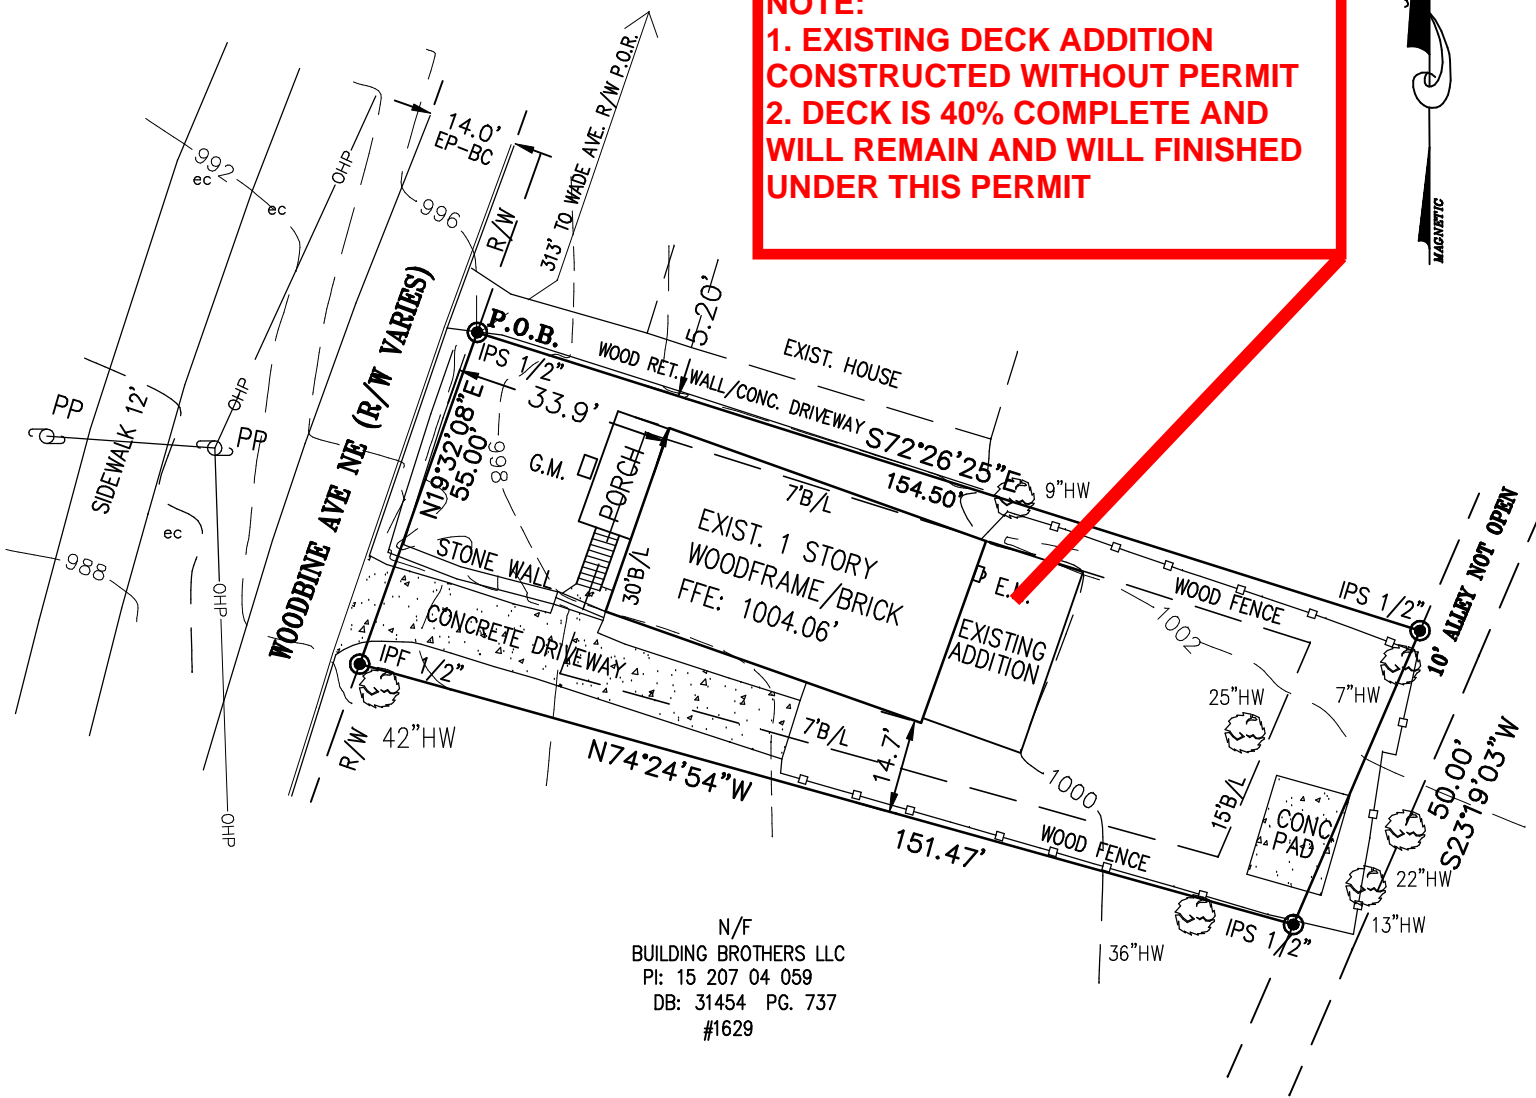 NOTE:
1. EXISTING DECK ADDITION
CONSTRUCTED WITHOUT PERMIT
2. DECK IS 40% COMPLETE AND
WILL REMAIN AND WILL FINISHED
UNDER THIS PERMIT
MAGNETIC
14.0'
EP-BC
R/W
313' TO WADE AVE. R/W P.O.R.
992
ec
ec
OHP
996
OHP
PP
PP
SIDEWALK 12'
ec
988
OHP
OHP
WOODBINE AVE NE (R/W VARIES)
P.O.B.
IPS 1/2"
5.20'
EXIST. HOUSE
WOOD RET. WALL/CONC. DRIVEWAY
S72°26'25"E
154.50'
33.9'
N19°32'08"E
55.00'
998
G.M.
PORCH
7'B/L
9"HW
EXIST. 1 STORY
WOODFRAME/BRICK
FFE: 1004.06'
30'B/L
STONE WALL
CONCRETE DRIVEWAY
IPF 1/2"
R/W
42"HW
EXISTING
ADDITION
WOOD FENCE
1002
IPS 1/2"
10' ALLEY NOT OPEN
25"HW
7"HW
7'B/L
14.7'
N74°24'54"W
151.47'
1000
WOOD FENCE
15'B/L
CONC.
PAD
50.00'
S23°19'03"W
22"HW
13"HW
IPS 1/2"
36"HW
N/F
BUILDING BROTHERS LLC
PI: 15 207 04 059
DB: 31454 PG. 737
#1629